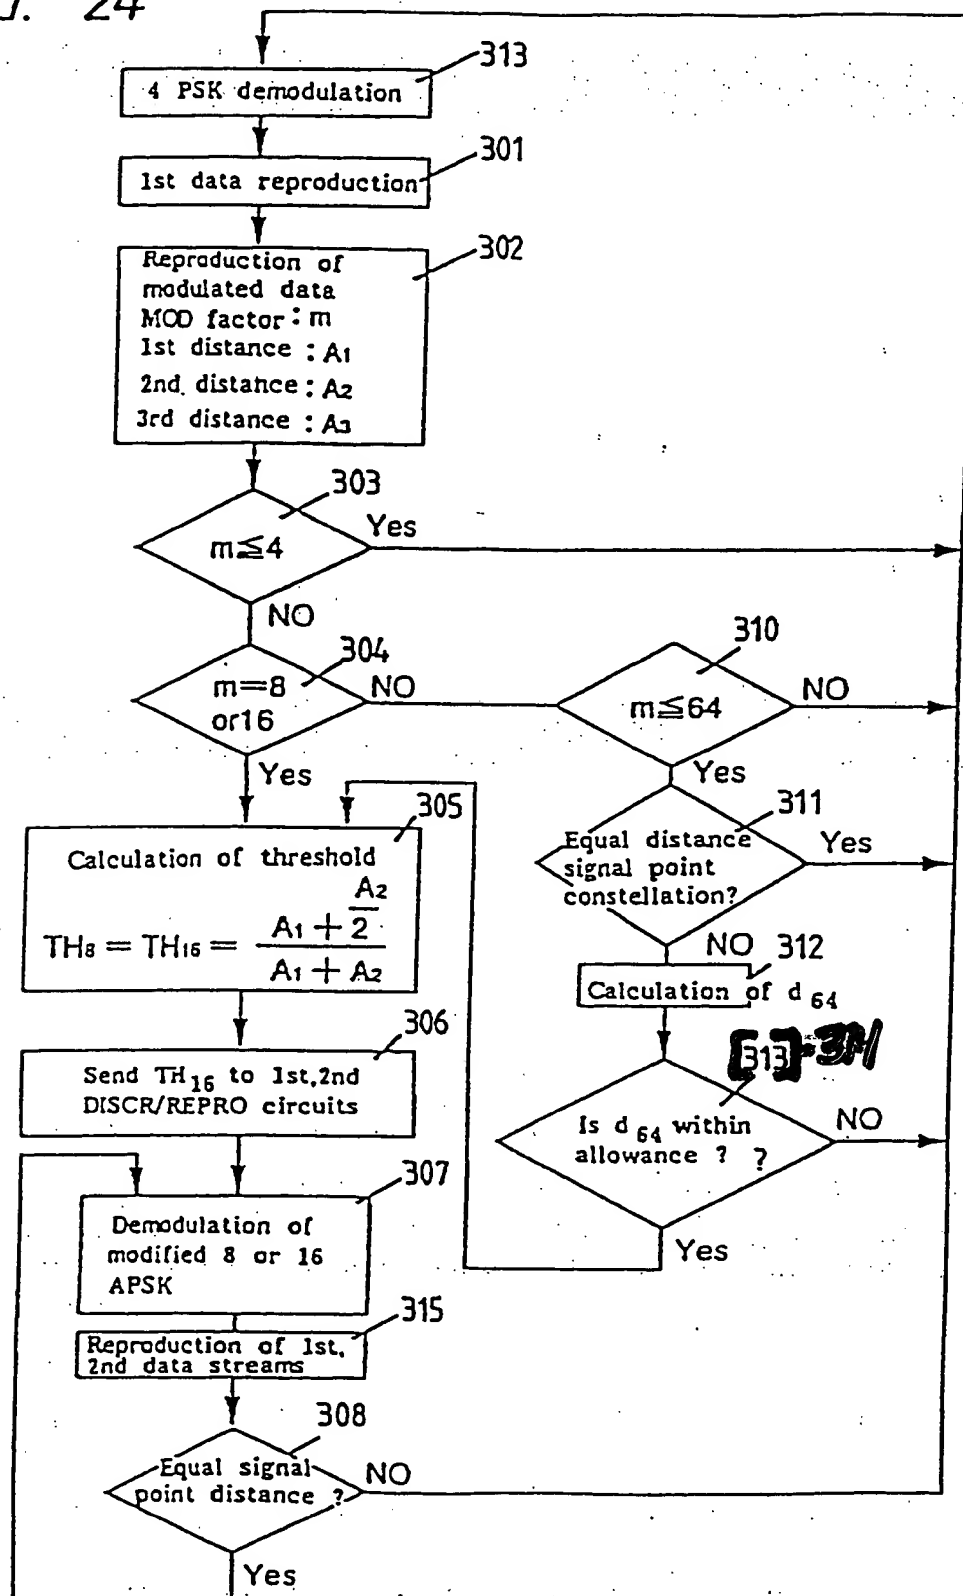 24
313
4 PSK demodulation
301
1st data reproduction
302
Reproduction of
modulated data
MOD factor : m
1st distance : A1
2nd. distance : A2
3rd distance : A3
303
m≦4
Yes
NO
304
m=8
or16
NO
Yes
310
m≦64
NO
Yes
311
Equal distance
signal point
constellation?
Yes
NO
312
Calculation of d 64
[313] 314
Is d 64 within
allowance ? ?
NO
Yes
305
Calculation of threshold
TH8 = TH16 = (A1 + A2/2) / (A1 + A2)
306
Send TH16 to 1st,2nd
DISCR/REPRO circuits
307
Demodulation of
modified 8 or 16
APSK
315
Reproduction of 1st,
2nd data streams
308
Equal signal
point distance ?
NO
Yes